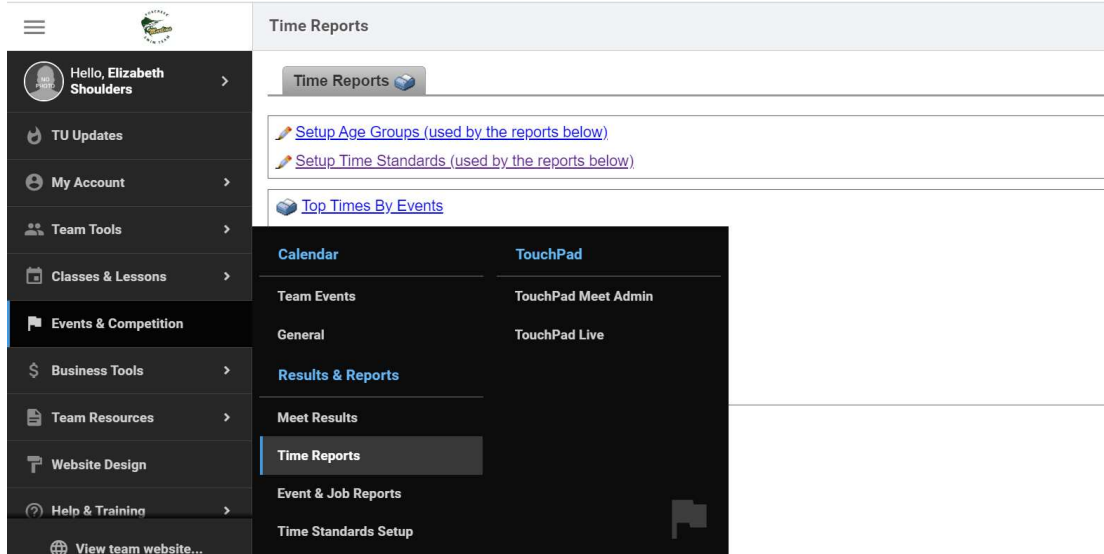 Time Reports
Hello, Elizabeth
Shoulders
NO
PHOTO
TU Updates
My Account
Team Tools
Classes & Lessons
Events & Competition
Business Tools
Team Resources
Website Design
Help & Training
View team website...
Time Reports
Setup Age Groups (used by the reports below)
Setup Time Standards (used by the reports below)
Top Times By Events
Calendar
Team Events
General
Results & Reports
Meet Results
Time Reports
Event & Job Reports
Time Standards Setup
TouchPad
TouchPad Meet Admin
TouchPad Live